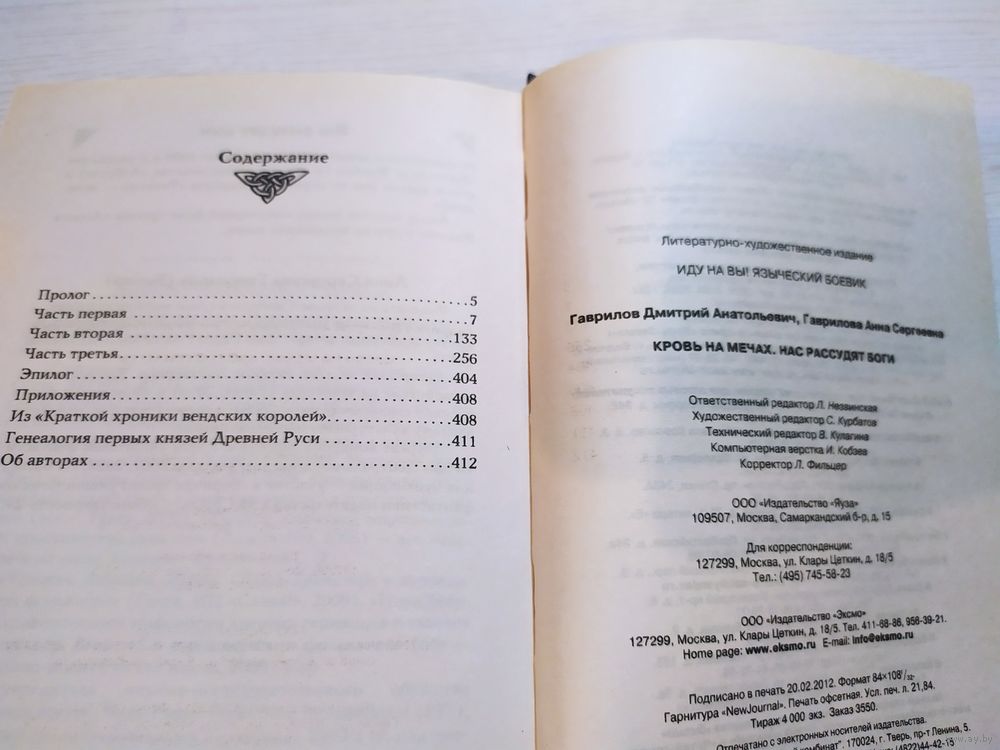 Содержание
Пролог 5
Часть первая 7
Часть вторая 133
Часть третья 256
Эпилог 404
Приложения 408
Из «Краткой хроники вендских королей» 408
Генеалогия первых князей Древней Руси 411
Об авторах 412
Литературно-художественное издание
ИДУ НА ВЫ! ЯЗЫЧЕСКИЙ БОЕВИК
Гаврилов Дмитрий Анатольевич, Гаврилова Анна Сергеевна
КРОВЬ НА МЕЧАХ. НАС РАССУДЯТ БОГИ
Ответственный редактор Л. Незвинская
Художественный редактор С. Курбатов
Технический редактор В. Кулагина
Компьютерная верстка И. Кобзев
Корректор Л. Фильцер
ООО «Издательство «Яуза»
109507, Москва, Самаркандский б-р, д. 15
Для корреспонденции:
127299, Москва, ул. Клары Цеткин, д. 18/5
Тел.: (495) 745-58-23
ООО «Издательство «Эксмо»
127299, Москва, ул. Клары Цеткин, д. 18/5. Тел. 411-68-86, 956-39-21.
Home page: www.eksmo.ru E-mail: info@eksmo.ru
Подписано в печать 20.02.2012. Формат 84×108 1/32.
Гарнитура «NewJournal». Печать офсетная. Усл. печ. л. 21,84.
Тираж 4 000 экз. Заказ 3550.
Отпечатано с электронных носителей издательства.
170024, г. Тверь, пр-т Ленина, 5.
(4822) 44-42-15
www.ay.by